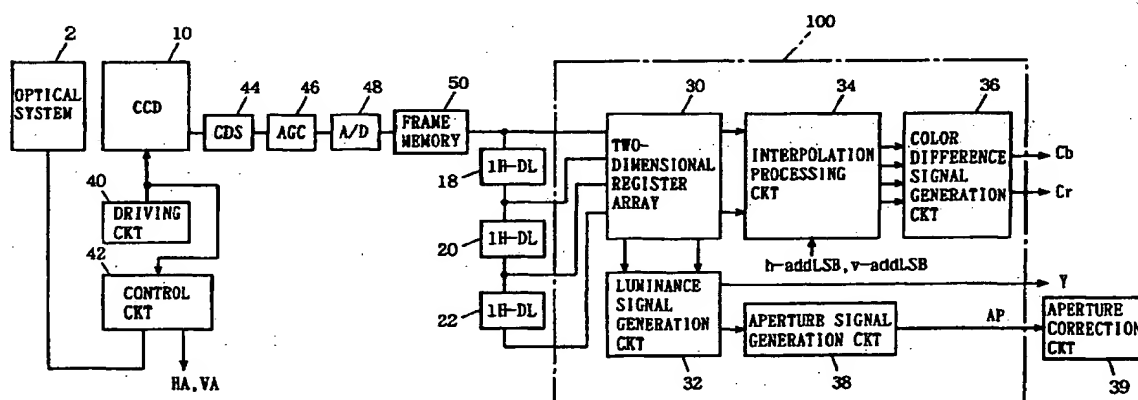 100
2
10
44
46
48
50
30
34
36
OPTICAL
SYSTEM
CCD
CDS
AGC
A/D
FRAME
MEMORY
TWO-
DIMENSIONAL
REGISTER
ARRAY
INTERPOLATION
PROCESSING
CKT
COLOR
DIFFERENCE
SIGNAL
GENERATION
CKT
Cb
Cr
18
1H-DL
40
DRIVING
CKT
20
1H-DL
42
CONTROL
CKT
h-addLSB,v-addLSB
22
1H-DL
LUMINANCE
SIGNAL
GENERATION
CKT
Y
APERTURE SIGNAL
GENERATION CKT
AP
APERTURE
CORRECTION
CKT
HA,VA
32
38
39